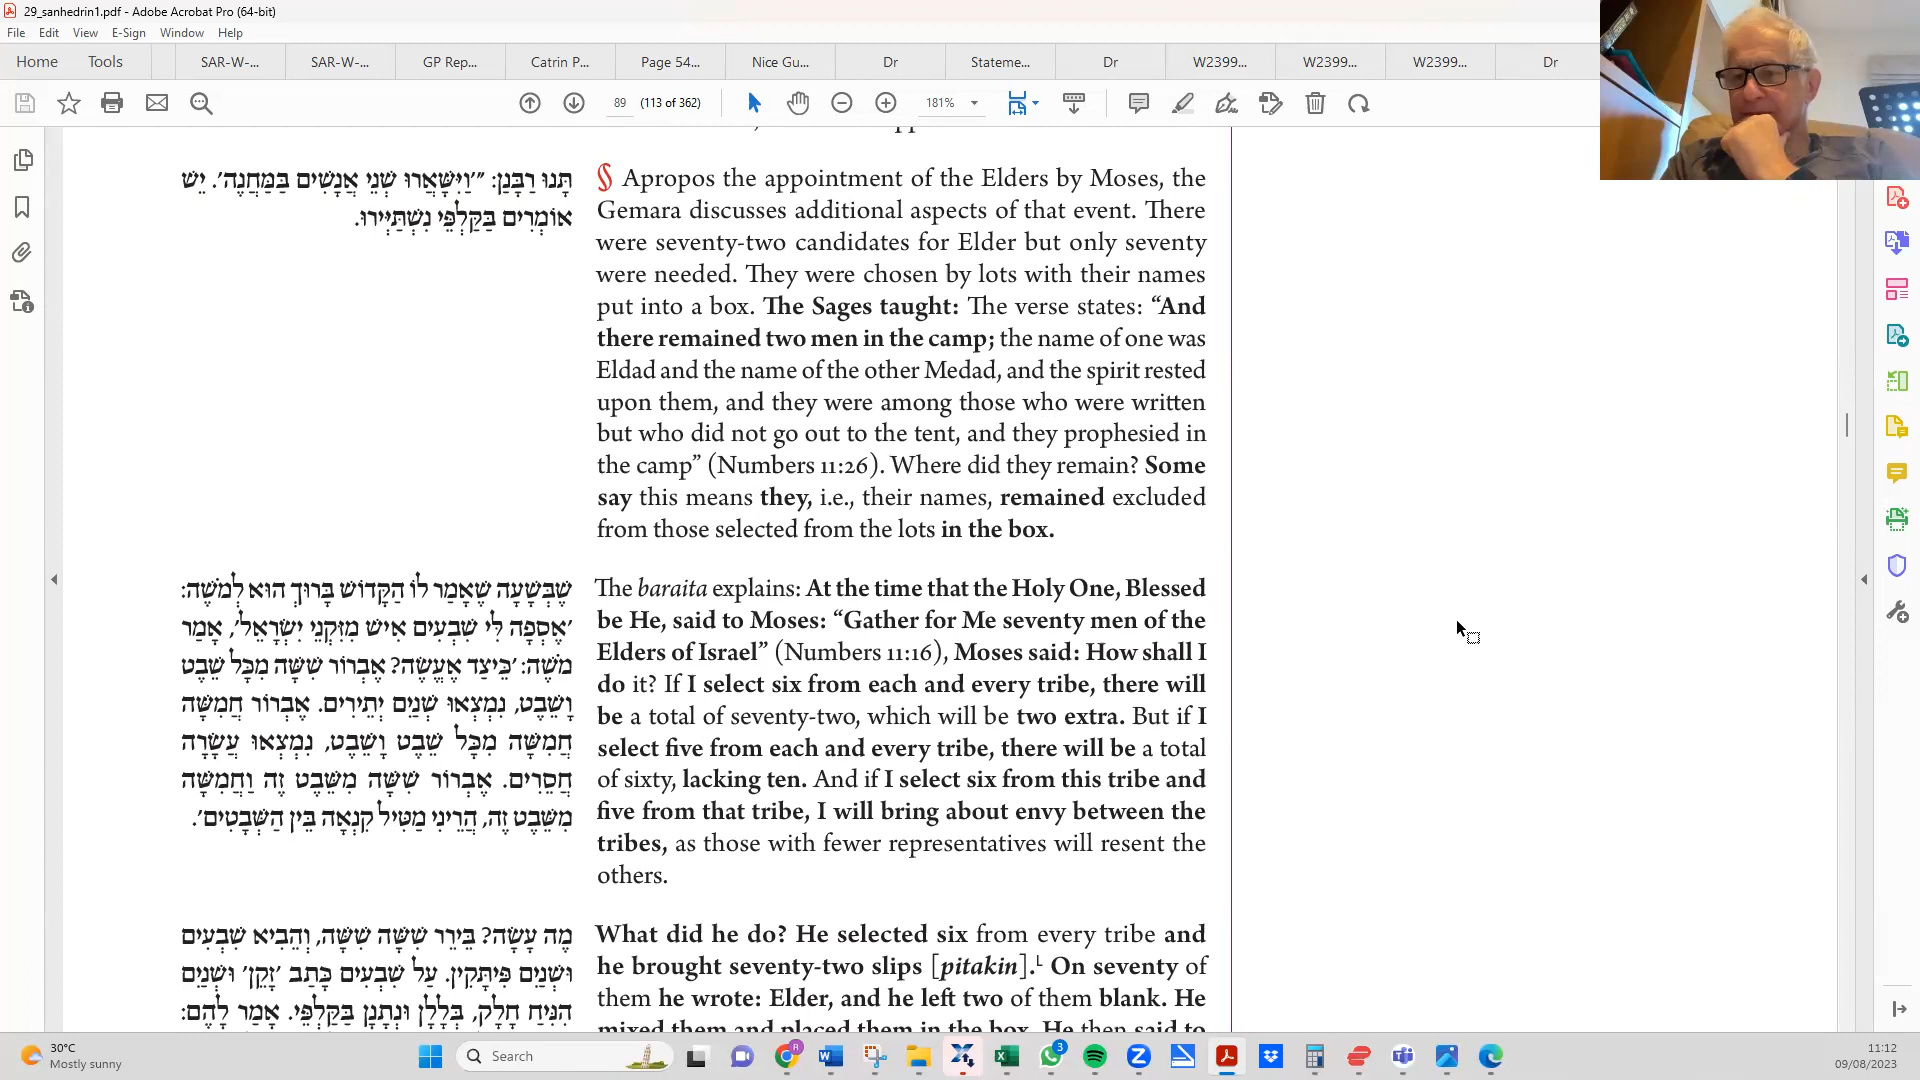 29_sanhedrin1.pdf - Adobe Acrobat Pro (64-bit)
File Edit View E-Sign Window Help
Home Tools SAR-W-... SAR-W-... GP Rep... Catrin P... Page 54... Nice Gu... Dr Stateme... Dr W2399... W2399... W2399... Dr
89 (113 of 362) 181%
תָּנוּ רַבָּנַן: ״׳וַיִּשָּׁאֲרוּ שְׁנֵי אֲנָשִׁים בַּמַּחֲנֶה׳. יֵשׁ
אוֹמְרִים בַּקַּלְפֵּי נִשְׁתַּיְּירוּ.
§ Apropos the appointment of the Elders by Moses, the
Gemara discusses additional aspects of that event. There
were seventy-two candidates for Elder but only seventy
were needed. They were chosen by lots with their names
put into a box. The Sages taught: The verse states: “And
there remained two men in the camp; the name of one was
Eldad and the name of the other Medad, and the spirit rested
upon them, and they were among those who were written
but who did not go out to the tent, and they prophesied in
the camp” (Numbers 11:26). Where did they remain? Some
say this means they, i.e., their names, remained excluded
from those selected from the lots in the box.
שֶׁבְּשָׁעָה שֶׁאָמַר לוֹ הַקָּדוֹשׁ בָּרוּךְ הוּא לְמֹשֶׁה:
׳אֶסְפָה לִּי שִׁבְעִים אִישׁ מִזִּקְנֵי יִשְׂרָאֵל׳, אָמַר
מֹשֶׁה: ׳כֵּיצַד אֶעֱשֶׂה? אֶבְרוֹר שִׁשָּׁה מִכׇּל שֵׁבֶט
וָשֵׁבֶט, נִמְצְאוּ שְׁנַיִם יְתֵירִים. אֶבְרוֹר חֲמִשָּׁה
חֲמִשָּׁה מִכׇּל שֵׁבֶט וָשֵׁבֶט, נִמְצְאוּ עֲשָׂרָה
חֲסֵרִים. אֶבְרוֹר שִׁשָּׁה מִשֵּׁבֶט זֶה וַחֲמִשָּׁה
מִשֵּׁבֶט זֶה, הֲרֵינִי מַטִּיל קִנְאָה בֵּין הַשְּׁבָטִים׳.
The baraita explains: At the time that the Holy One, Blessed
be He, said to Moses: “Gather for Me seventy men of the
Elders of Israel” (Numbers 11:16), Moses said: How shall I
do it? If I select six from each and every tribe, there will
be a total of seventy-two, which will be two extra. But if I
select five from each and every tribe, there will be a total
of sixty, lacking ten. And if I select six from this tribe and
five from that tribe, I will bring about envy between the
tribes, as those with fewer representatives will resent the
others.
מֶה עָשָׂה? בֵּירֵר שִׁשָּׁה שִׁשָּׁה, וְהֵבִיא שִׁבְעִים
וּשְׁנַיִם פִּיתָּקִין. עַל שִׁבְעִים כָּתַב ׳זָקֵן׳ וּשְׁנַיִם
הִנִּיחַ חָלָק, בְּלָלָן וּנְתָנָן בַּקַּלְפֵּי. אָמַר לָהֶם:
What did he do? He selected six from every tribe and
he brought seventy-two slips [pitakin].L On seventy of
them he wrote: Elder, and he left two of them blank. He
mixed them and placed them in the box. He then said to
30°C
Mostly sunny
Search
3
11:12
09/08/2023